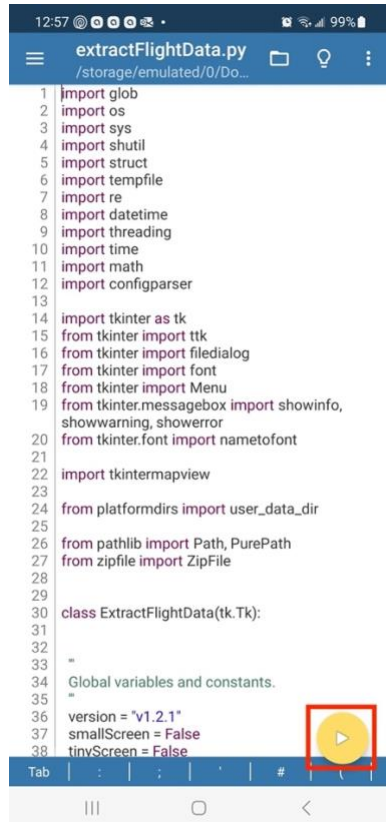 12:57
99%
extractFlightData.py
/storage/emulated/0/Do...
1 import glob
2 import os
3 import sys
4 import shutil
5 import struct
6 import tempfile
7 import re
8 import datetime
9 import threading
10 import time
11 import math
12 import configparser
13
14 import tkinter as tk
15 from tkinter import ttk
16 from tkinter import filedialog
17 from tkinter import font
18 from tkinter import Menu
19 from tkinter.messagebox import showinfo,
showwarning, showerror
20 from tkinter.font import nametofont
21
22 import tkintermapview
23
24 from platformdirs import user_data_dir
25
26 from pathlib import Path, PurePath
27 from zipfile import ZipFile
28
29
30 class ExtractFlightData(tk.Tk):
31
32
33 '''
34 Global variables and constants.
35 '''
36 version = "v1.2.1"
37 smallScreen = False
38 tinyScreen = False
Tab | : | ; | ' | # | (